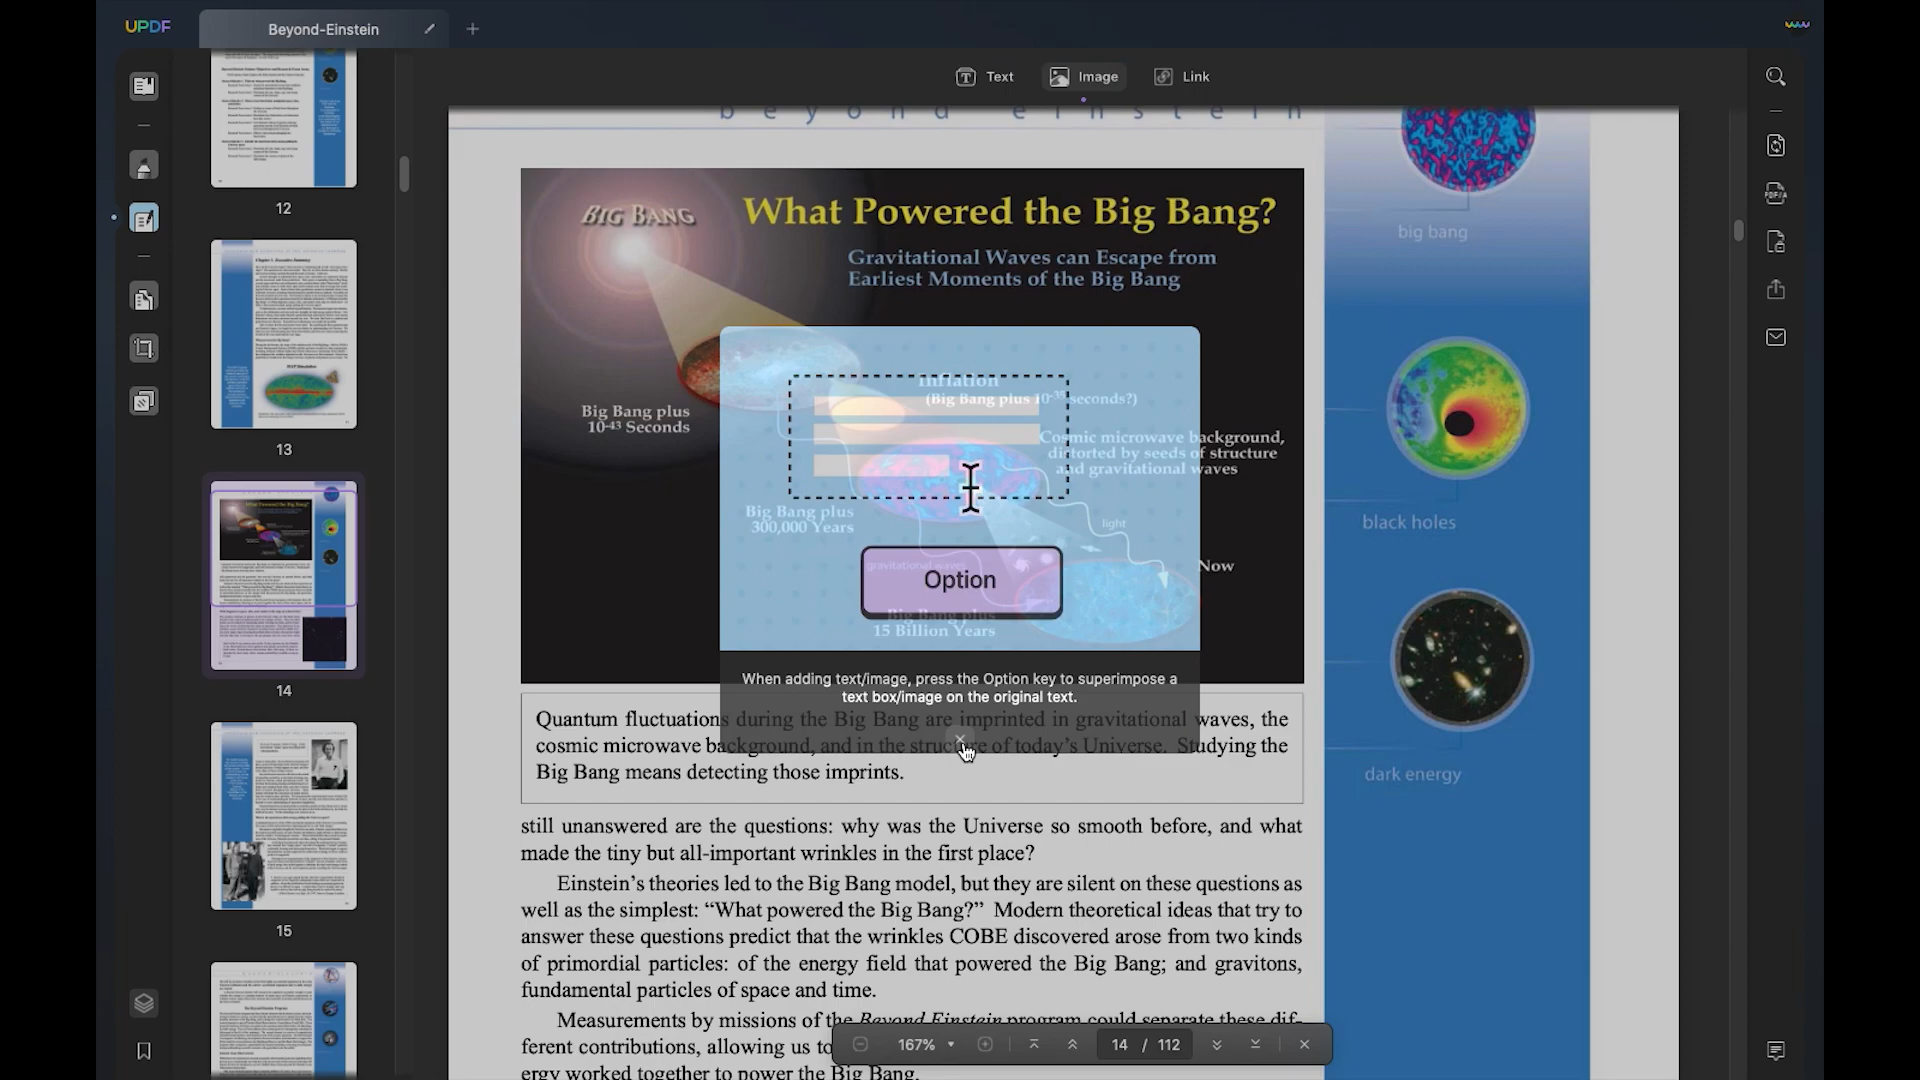 UPDF
Beyond-Einstein
Text
Image
Link
12
13
14
15
beyond einstein
BIG BANG
What Powered the Big Bang?
Gravitational Waves can Escape from
Earliest Moments of the Big Bang
Inflation
(Big Bang plus 10-35 seconds?)
Big Bang plus
10-43 Seconds
Cosmic microwave background,
distorted by seeds of structure
and gravitational waves
Big Bang plus
300,000 Years
light
gravitational waves
Now
Option
Big Bang plus
15 Billion Years
When adding text/image, press the Option key to superimpose a
text box/image on the original text.
Quantum fluctuations during the Big Bang are imprinted in gravitational waves, the
cosmic microwave background, and in the structure of today's Universe. Studying the
Big Bang means detecting those imprints.
still unanswered are the questions: why was the Universe so smooth before, and what
made the tiny but all-important wrinkles in the first place?
Einstein's theories led to the Big Bang model, but they are silent on these questions as
well as the simplest: “What powered the Big Bang?” Modern theoretical ideas that try to
answer these questions predict that the wrinkles COBE discovered arose from two kinds
of primordial particles: of the energy field that powered the Big Bang; and gravitons,
fundamental particles of space and time.
Measurements by missions of the Beyond Einstein program could separate these dif-
ferent contributions, allowing us to
ergy worked together to power the Big Bang.
big bang
black holes
dark energy
167%
14 / 112
PDF/A